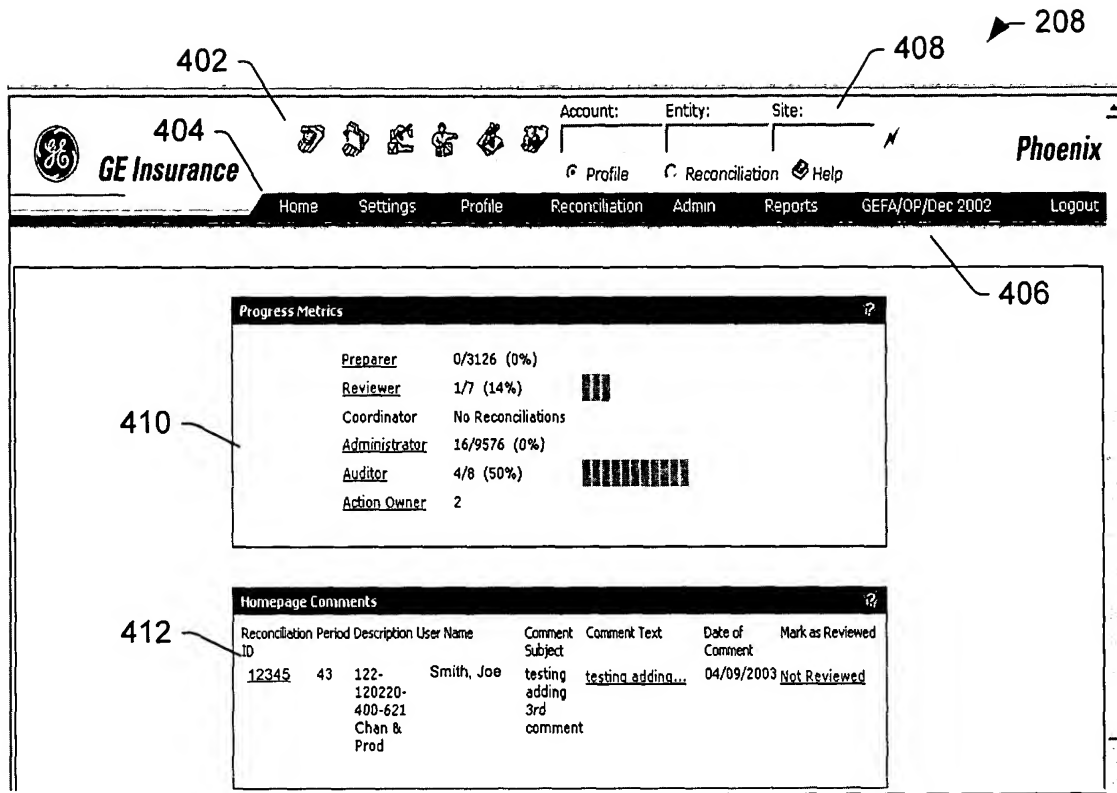 208
402
408
Account: Entity: Site:
404
GE Insurance
Phoenix
Profile Reconciliation Help
Home Settings Profile Reconciliation Admin Reports GEFA/OP/Dec 2002 Logout
406
Progress Metrics ?
Preparer 0/3126 (0%)
Reviewer 1/7 (14%)
Coordinator No Reconciliations
410
Administrator 16/9576 (0%)
Auditor 4/8 (50%)
Action Owner 2
Homepage Comments ?
412
Reconciliation Period Description User Name Comment Comment Text Date of Mark as Reviewed
ID Subject Comment
12345 43 122- Smith, Joe testing testing adding... 04/09/2003 Not Reviewed
120220- adding
400-621 3rd
Chan & comment
Prod